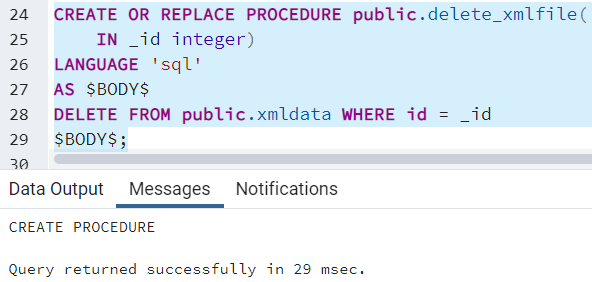 24 CREATE OR REPLACE PROCEDURE public.delete_xmlfile(
25 IN _id integer)
26 LANGUAGE 'sql'
27 AS $BODY$
28 DELETE FROM public.xmldata WHERE id = _id
29 $BODY$;
30
Data Output Messages Notifications
CREATE PROCEDURE
Query returned successfully in 29 msec.